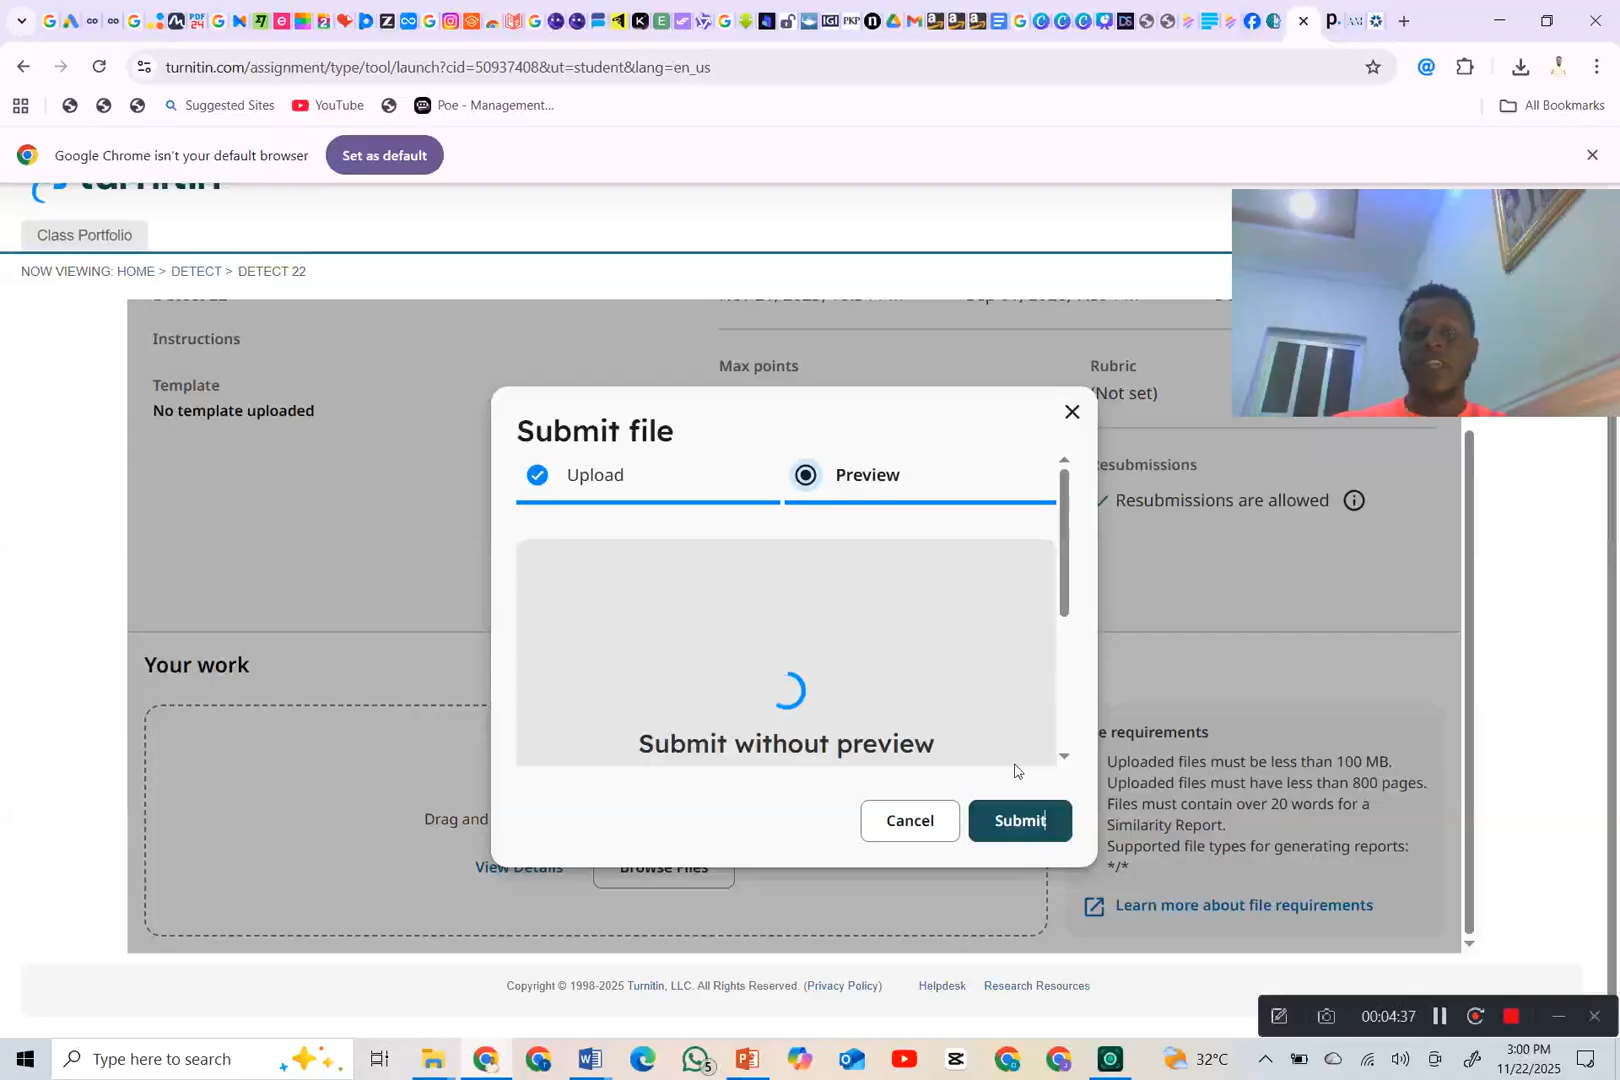 turnitin.com/assignment/type/tool/launch?cid=50937408&ut=student&lang=en_us
Suggested Sites
YouTube
Poe - Management...
All Bookmarks
Google Chrome isn't your default browser
Set as default
turnitin
Class Portfolio
NOW VIEWING: HOME > DETECT > DETECT 22
Instructions
Template
No template uploaded
Max points
Rubric
(Not set)
Resubmissions
Resubmissions are allowed
Submit file
Upload
Preview
Submit without preview
Cancel
Submit
Your work
Drag and
View Details
Browse Files
e requirements
Uploaded files must be less than 100 MB.
Uploaded files must have less than 800 pages.
Files must contain over 20 words for a
Similarity Report.
Supported file types for generating reports:
*/*
Learn more about file requirements
Copyright © 1998-2025 Turnitin, LLC. All Rights Reserved. (Privacy Policy)
Helpdesk
Research Resources
00:04:37
Type here to search
5
32°C
3:00 PM
11/22/2025